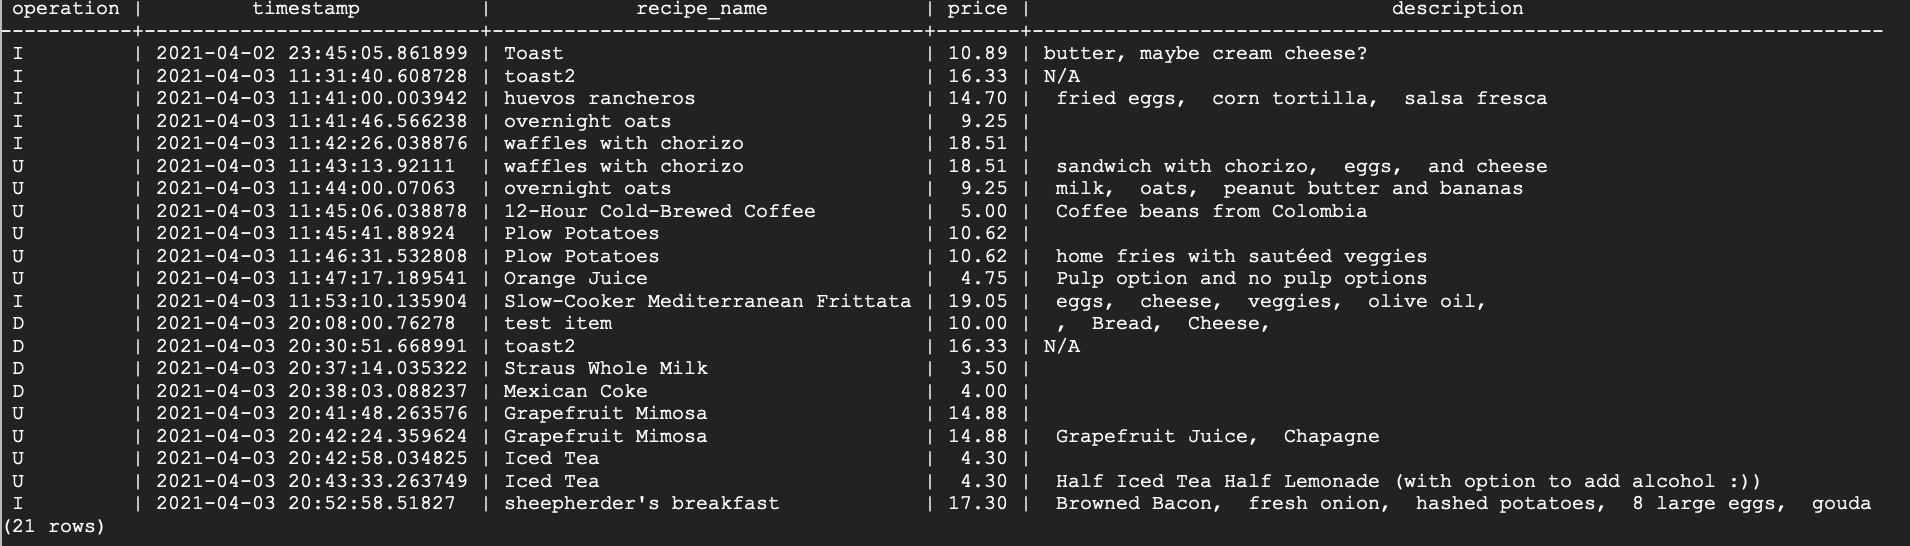 operation |         timestamp          |            recipe_name             | price |                              description
-----------+----------------------------+------------------------------------+-------+-----------------------------------------------------------------------
 I         | 2021-04-02 23:45:05.861899 | Toast                              | 10.89 | butter, maybe cream cheese?
 I         | 2021-04-03 11:31:40.608728 | toast2                             | 16.33 | N/A
 I         | 2021-04-03 11:41:00.003942 | huevos rancheros                   | 14.70 |  fried eggs,  corn tortilla,  salsa fresca
 I         | 2021-04-03 11:41:46.566238 | overnight oats                     |  9.25 |
 I         | 2021-04-03 11:42:26.038876 | waffles with chorizo               | 18.51 |
 U         | 2021-04-03 11:43:13.92111  | waffles with chorizo               | 18.51 |  sandwich with chorizo,  eggs,  and cheese
 U         | 2021-04-03 11:44:00.07063  | overnight oats                     |  9.25 |  milk,  oats,  peanut butter and bananas
 U         | 2021-04-03 11:45:06.038878 | 12-Hour Cold-Brewed Coffee         |  5.00 |  Coffee beans from Colombia
 U         | 2021-04-03 11:45:41.88924  | Plow Potatoes                      | 10.62 |
 U         | 2021-04-03 11:46:31.532808 | Plow Potatoes                      | 10.62 |  home fries with sautéed veggies
 U         | 2021-04-03 11:47:17.189541 | Orange Juice                       |  4.75 |  Pulp option and no pulp options
 I         | 2021-04-03 11:53:10.135904 | Slow-Cooker Mediterranean Frittata | 19.05 |  eggs,  cheese,  veggies,  olive oil,
 D         | 2021-04-03 20:08:00.76278  | test item                          | 10.00 |  ,  Bread,  Cheese,
 D         | 2021-04-03 20:30:51.668991 | toast2                             | 16.33 | N/A
 D         | 2021-04-03 20:37:14.035322 | Straus Whole Milk                  |  3.50 |
 D         | 2021-04-03 20:38:03.088237 | Mexican Coke                       |  4.00 |
 U         | 2021-04-03 20:41:48.263576 | Grapefruit Mimosa                  | 14.88 |
 U         | 2021-04-03 20:42:24.359624 | Grapefruit Mimosa                  | 14.88 |  Grapefruit Juice,  Chapagne
 U         | 2021-04-03 20:42:58.034825 | Iced Tea                           |  4.30 |
 U         | 2021-04-03 20:43:33.263749 | Iced Tea                           |  4.30 |  Half Iced Tea Half Lemonade (with option to add alcohol :))
 I         | 2021-04-03 20:52:58.51827  | sheepherder's breakfast            | 17.30 |  Browned Bacon,  fresh onion,  hashed potatoes,  8 large eggs,  gouda
(21 rows)